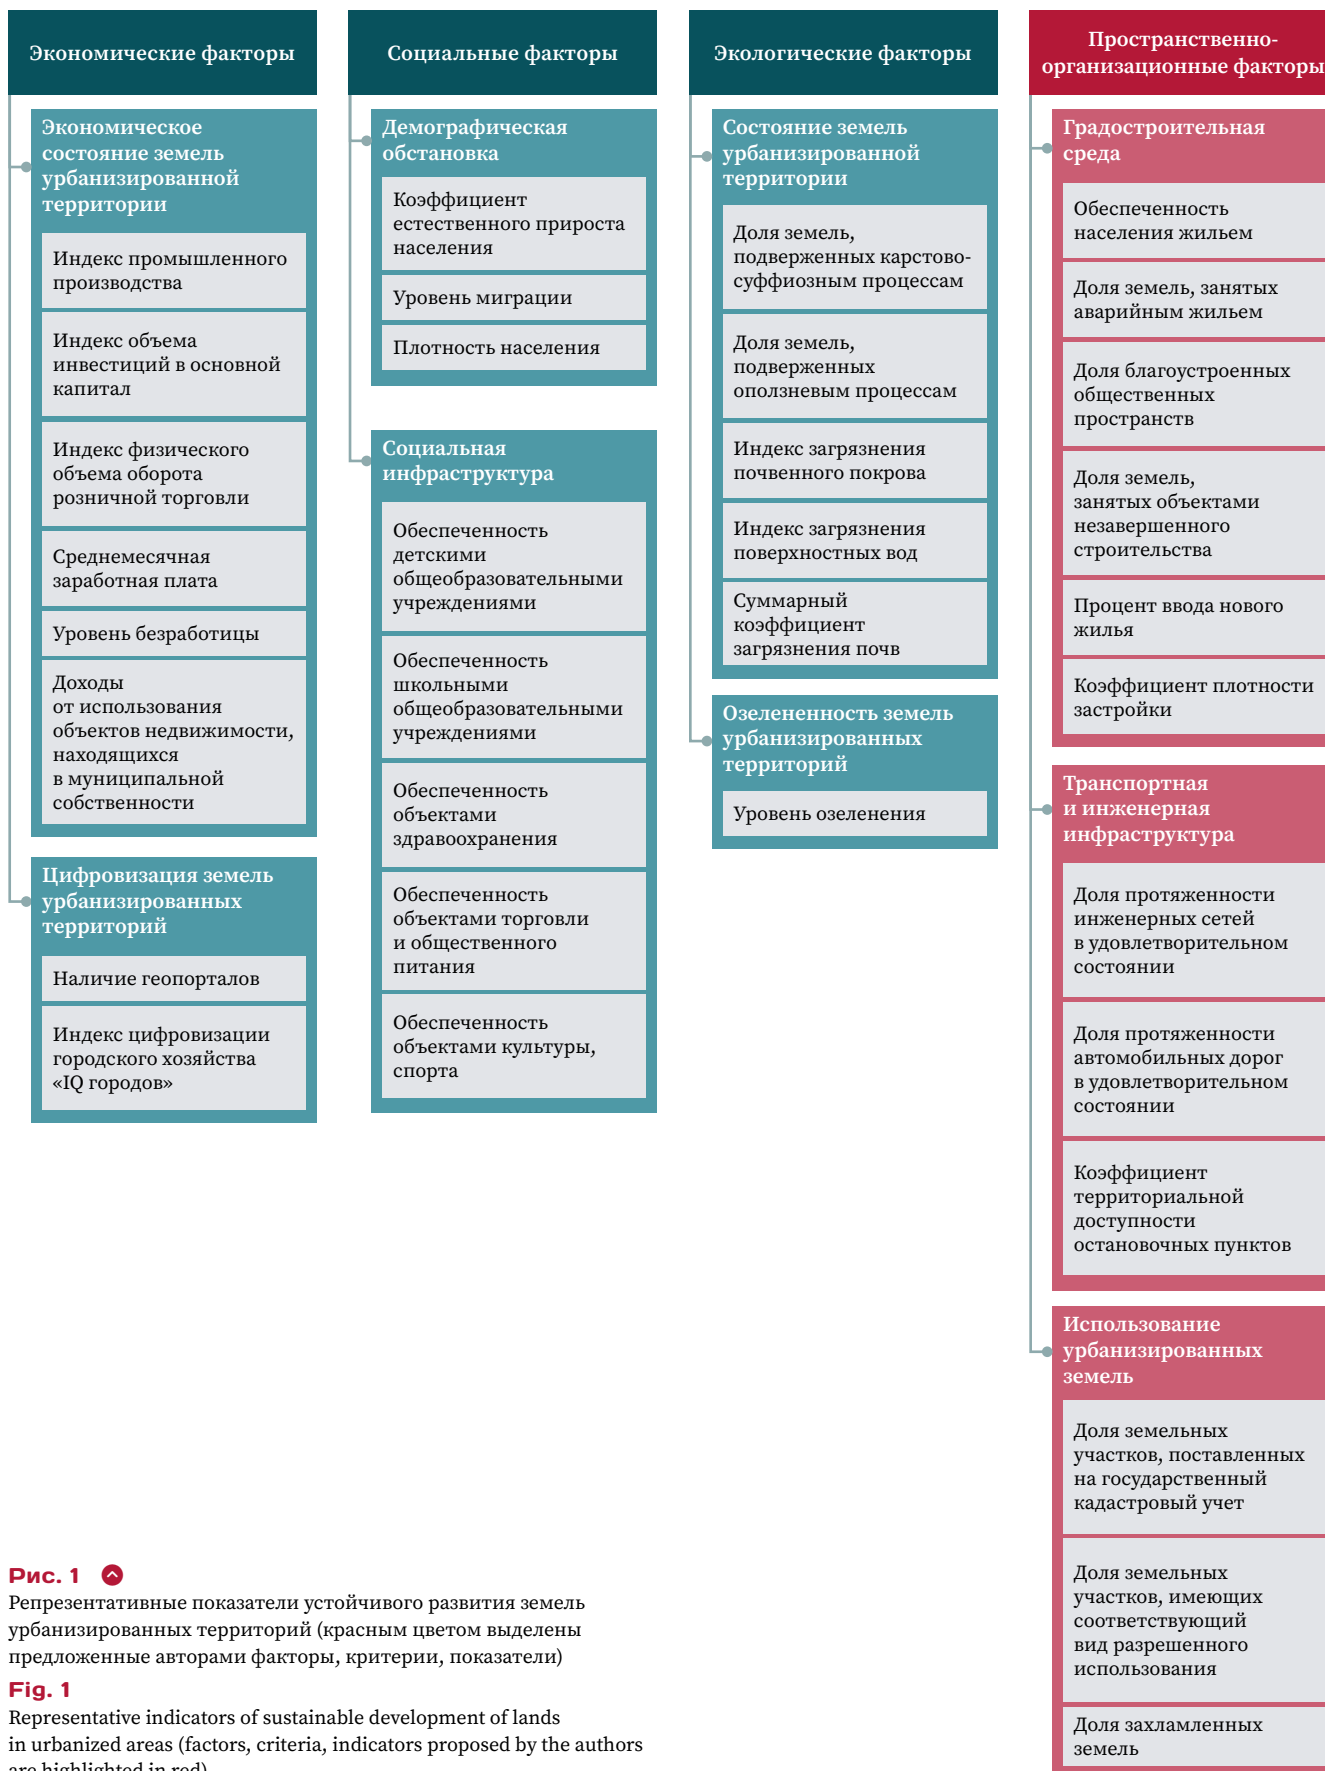 Экономические факторы
Экономическое
состояние земель
урбанизированной
территории
Индекс промышленного
производства
Индекс объема
инвестиций в основной
капитал
Индекс физического
объема оборота
розничной торговли
Среднемесячная
заработная плата
Уровень безработицы
Доходы
от использования
объектов недвижимости,
находящихся
в муниципальной
собственности
Цифровизация земель
урбанизированных
территорий
Наличие геопорталов
Индекс цифровизации
городского хозяйства
«IQ городов»
Социальные факторы
Демографическая
обстановка
Коэффициент
естественного прироста
населения
Уровень миграции
Плотность населения
Социальная
инфраструктура
Обеспеченность
детскими
общеобразовательными
учреждениями
Обеспеченность
школьными
общеобразовательными
учреждениями
Обеспеченность
объектами
здравоохранения
Обеспеченность
объектами торговли
и общественного
питания
Обеспеченность
объектами культуры,
спорта
Экологические факторы
Состояние земель
урбанизированной
территории
Доля земель,
подверженных карстово-
суффиозным процессам
Доля земель,
подверженных
оползневым процессам
Индекс загрязнения
почвенного покрова
Индекс загрязнения
поверхностных вод
Суммарный
коэффициент
загрязнения почв
Озелененность земель
урбанизированных
территорий
Уровень озеленения
Пространственно-
организационные факторы
Градостроительная
среда
Обеспеченность
населения жильем
Доля земель, занятых
аварийным жильем
Доля благоустроенных
общественных
пространств
Доля земель,
занятых объектами
незавершенного
строительства
Процент ввода нового
жилья
Коэффициент плотности
застройки
Транспортная
и инженерная
инфраструктура
Доля протяженности
инженерных сетей
в удовлетворительном
состоянии
Доля протяженности
автомобильных дорог
в удовлетворительном
состоянии
Коэффициент
территориальной
доступности
остановочных пунктов
Использование
урбанизированных
земель
Доля земельных
участков, поставленных
на государственный
кадастровый учет
Доля земельных
участков, имеющих
соответствующий
вид разрешенного
использования
Доля захламленных
земель
Рис. 1
Репрезентативные показатели устойчивого развития земель
урбанизированных территорий (красным цветом выделены
предложенные авторами факторы, критерии, показатели)
Fig. 1
Representative indicators of sustainable development of lands
in urbanized areas (factors, criteria, indicators proposed by the authors
are highlighted in red)